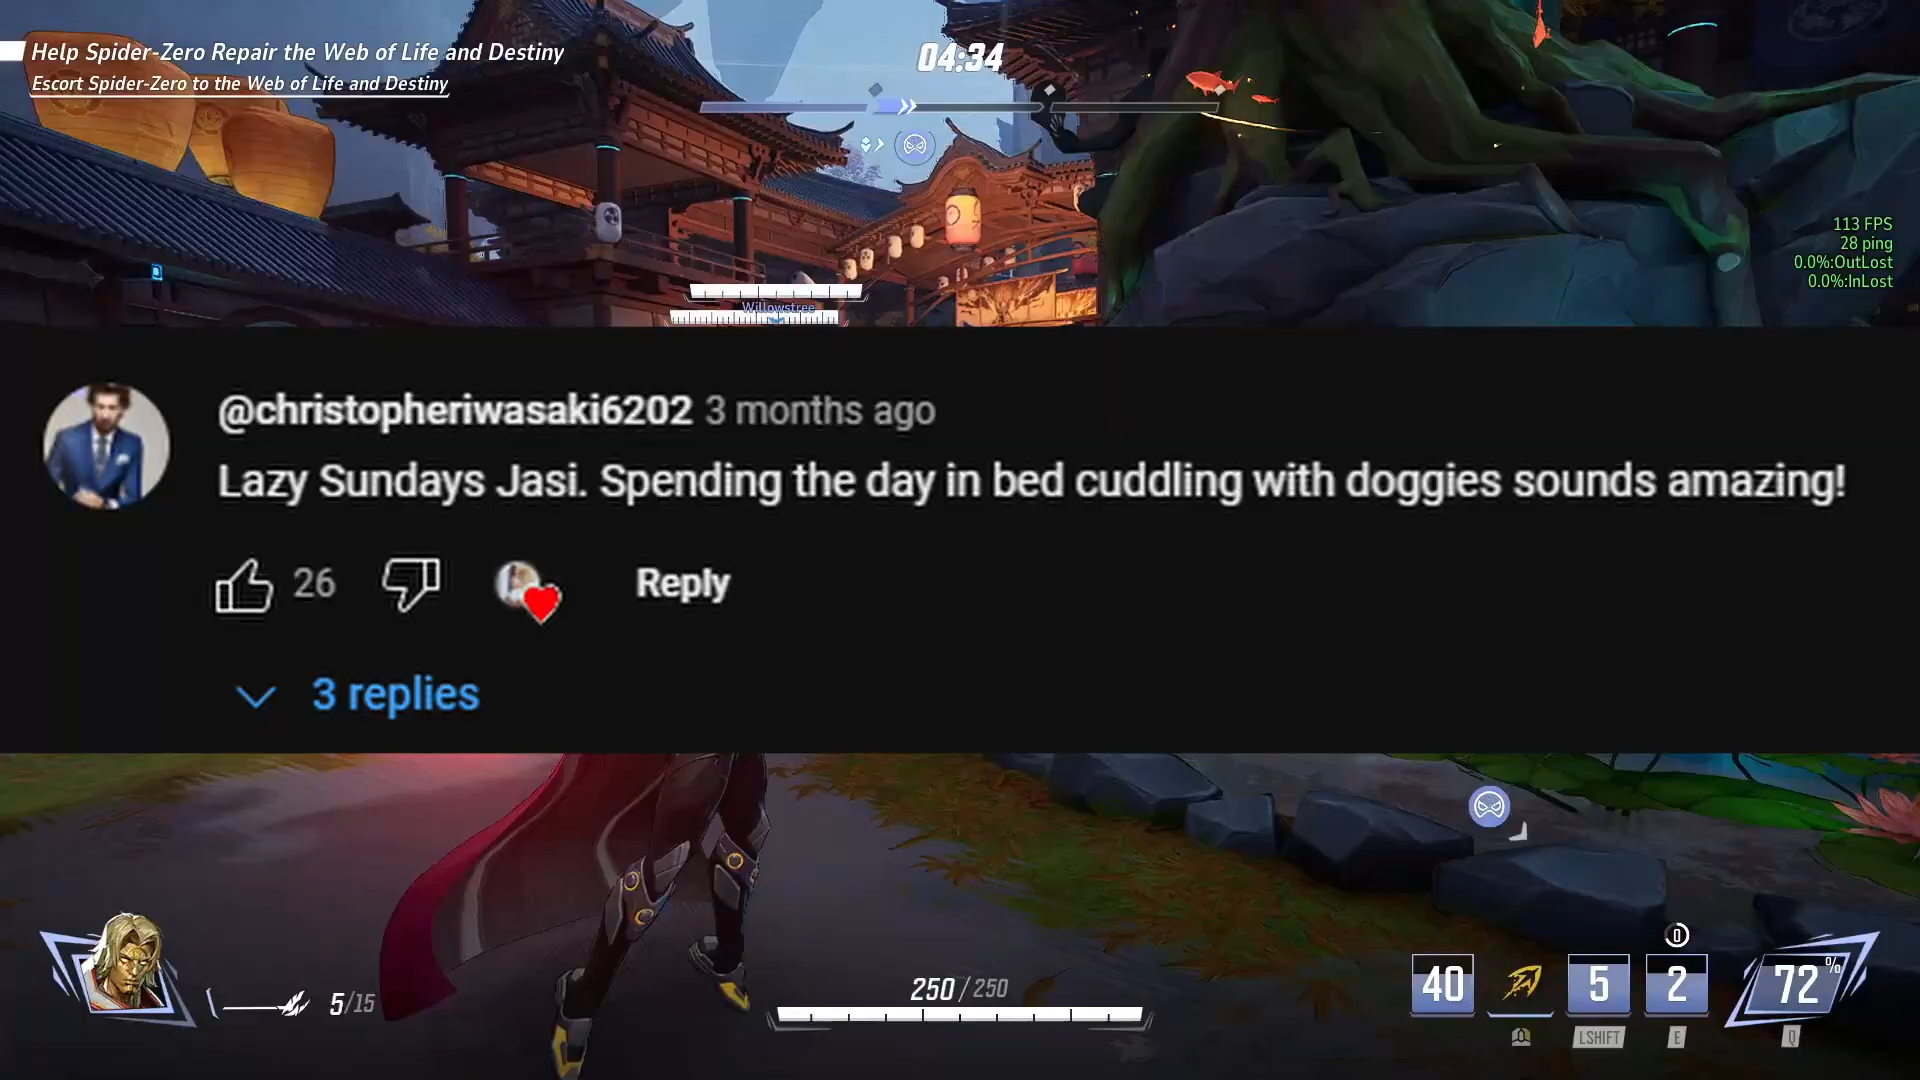 Help Spider-Zero Repair the Web of Life and Destiny
Escort Spider-Zero to the Web of Life and Destiny
04:34
113 FPS
28 ping
0.0%:OutLost
0.0%:InLost
Willowstree
@christopheriwasaki6202 3 months ago
Lazy Sundays Jasi. Spending the day in bed cuddling with doggies sounds amazing!
26
Reply
3 replies
5/15
250/250
40
5
LSHIFT
0
2
E
72%
Q